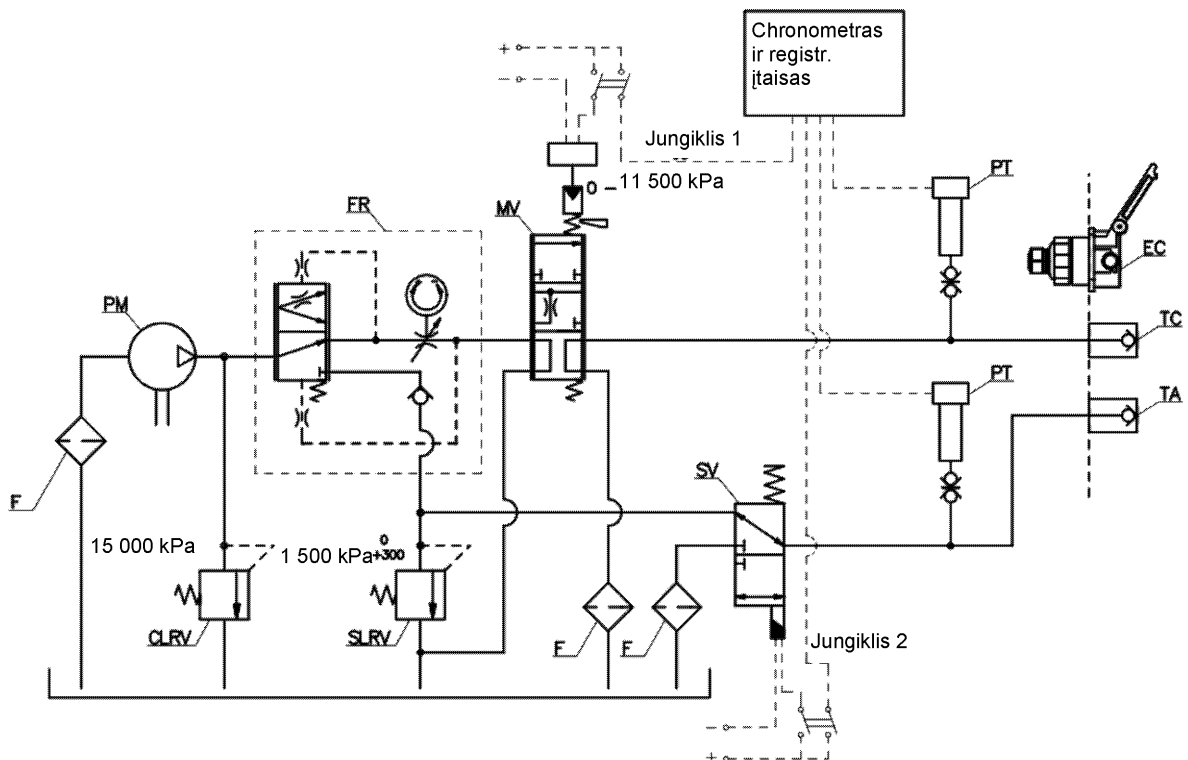 Chronometras
ir registr.
įtaisas
+
–
Jungiklis 1
0
–11 500 kPa
PT
FR
MV
EC
PM
TC
PT
TA
SV
F
0
15 000 kPa
1 500 kPa +300
CLRV
SLRV
F
F
Jungiklis 2
–
+